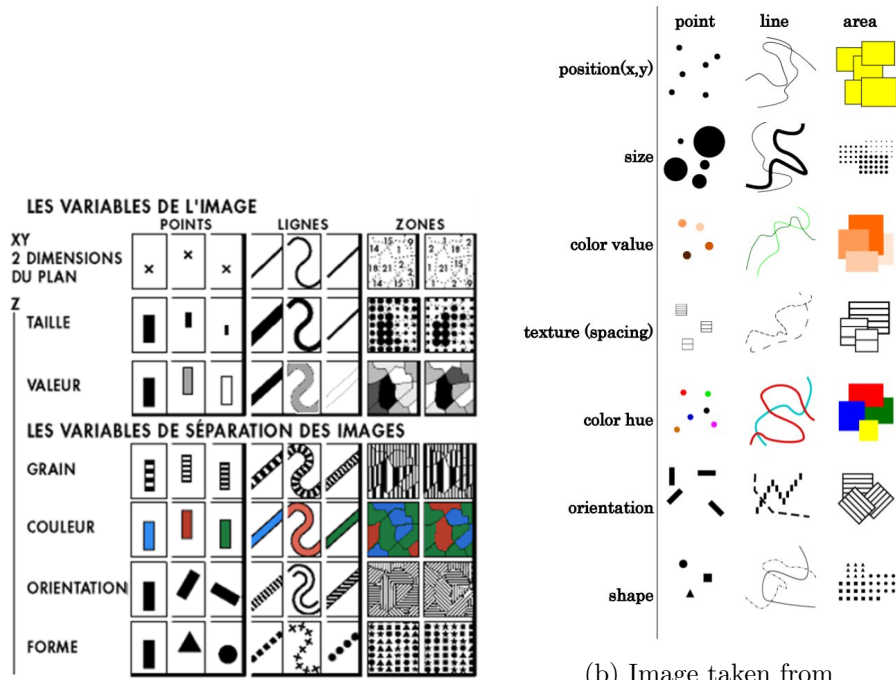 LES VARIABLES DE L'IMAGE
POINTS LIGNES ZONES
XY
2 DIMENSIONS
DU PLAN
Z
TAILLE
VALEUR
LES VARIABLES DE SÉPARATION DES IMAGES
GRAIN
COULEUR
ORIENTATION
FORME
point line area
position(x,y)
size
color value
texture (spacing)
color hue
orientation
shape
(b) Image taken from